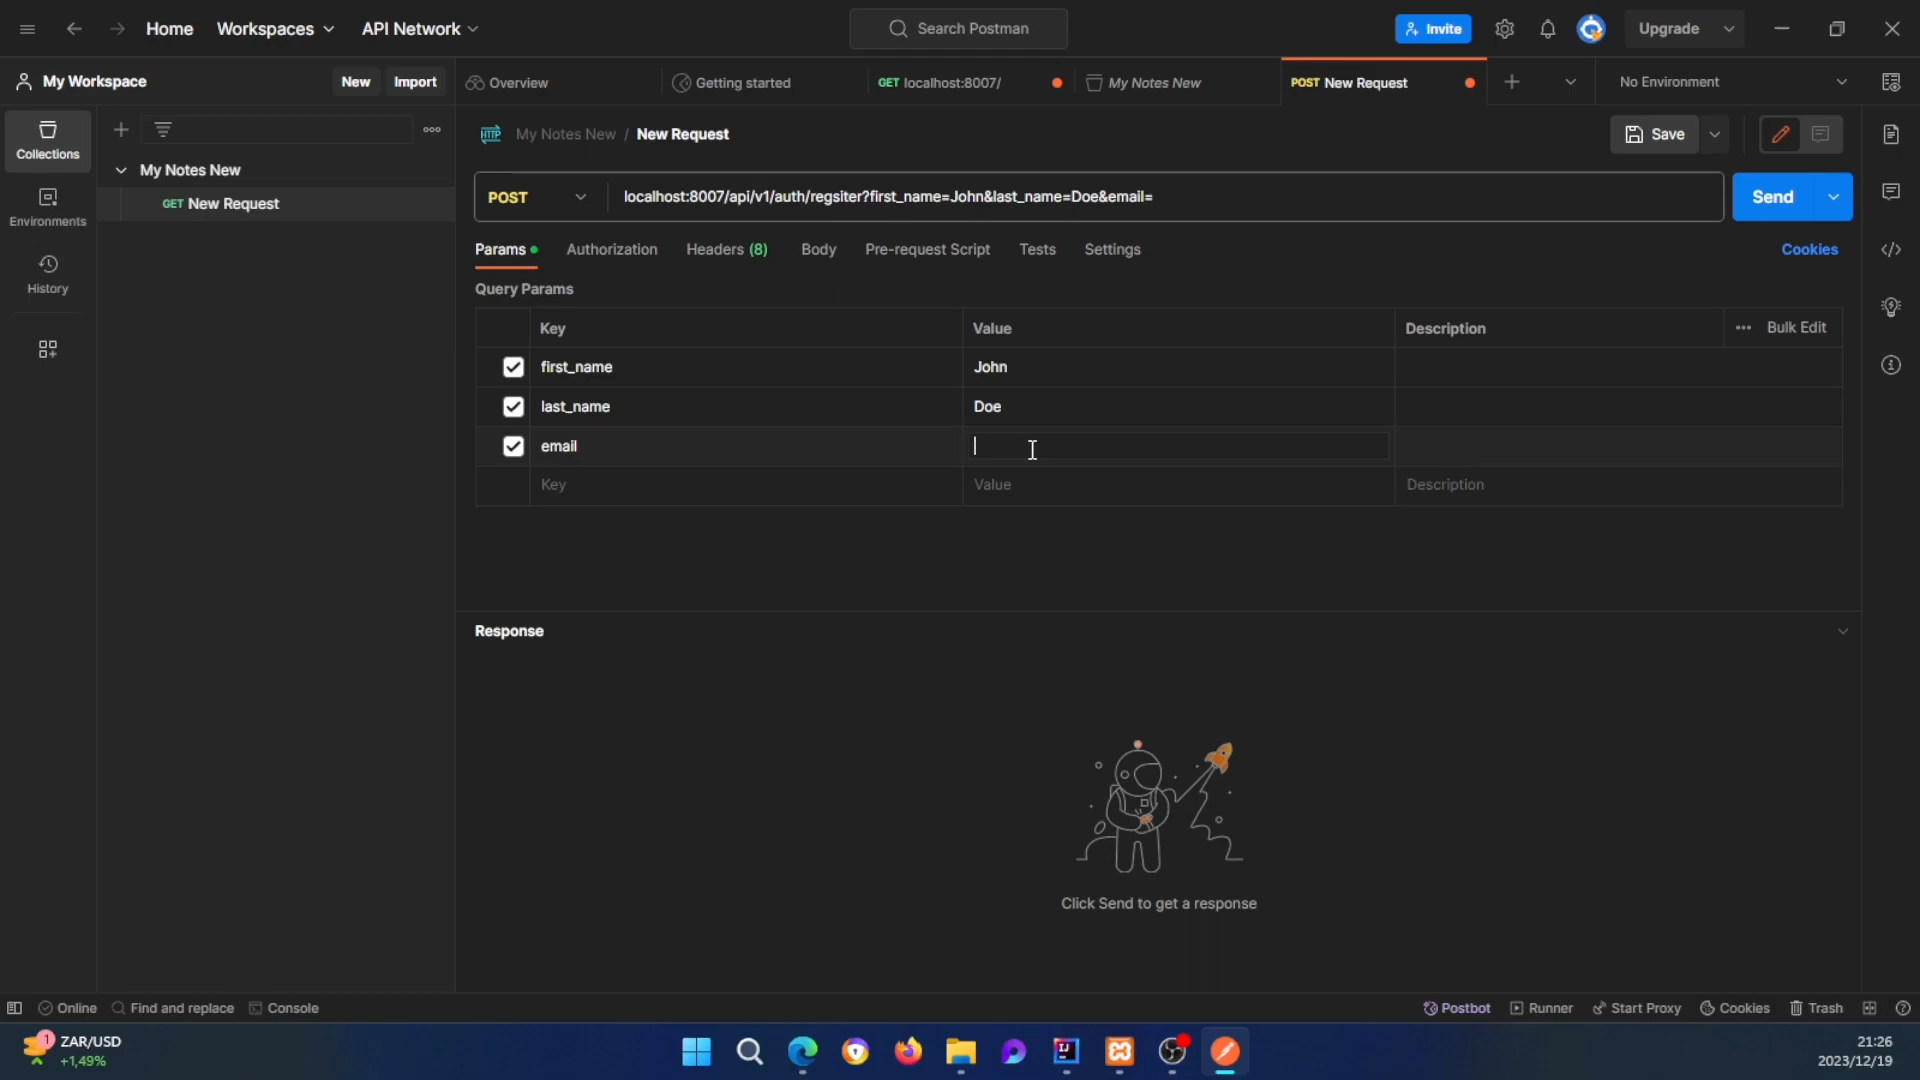 Home
Workspaces
API Network
Search Postman
Invite
Upgrade
My Workspace
New
Import
Overview
Getting started
GET localhost:8007/
My Notes New
POST New Request
No Environment
Collections
Environments
History
My Notes New
GET New Request
HTTP
My Notes New / New Request
Save
POST
localhost:8007/api/v1/auth/regsiter?first_name=John&last_name=Doe&email=
Send
Params
Authorization
Headers (8)
Body
Pre-request Script
Tests
Settings
Cookies
Query Params
Key
Value
Description
Bulk Edit
first_name
John
last_name
Doe
email
Key
Value
Description
Response
Click Send to get a response
Online
Find and replace
Console
Postbot
Runner
Start Proxy
Cookies
Trash
1
ZAR/USD
+1,49%
IJ
21:26
2023/12/19